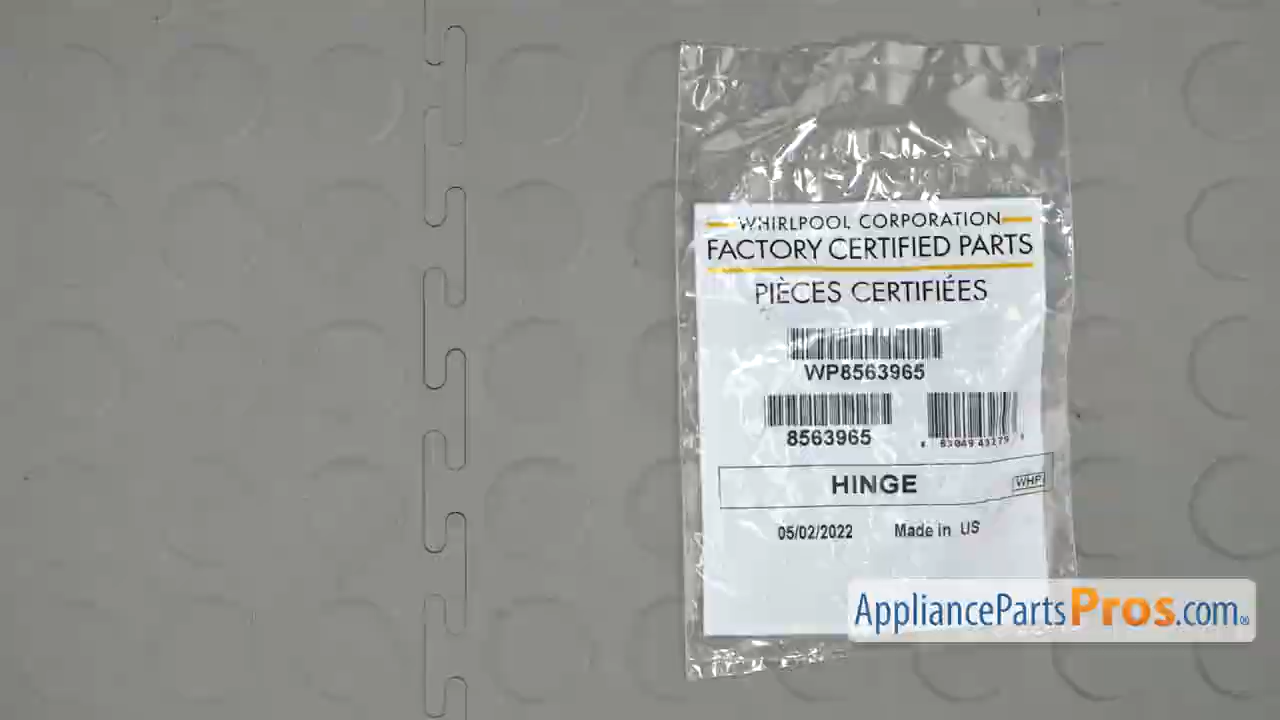 WHIRLPOOL CORPORATION
FACTORY CERTIFIED PARTS
PIÈCES CERTIFIÉES
WP8563965
8563965
HINGE
WHP
05/02/2022 Made in US
AppliancePartsPros.com®